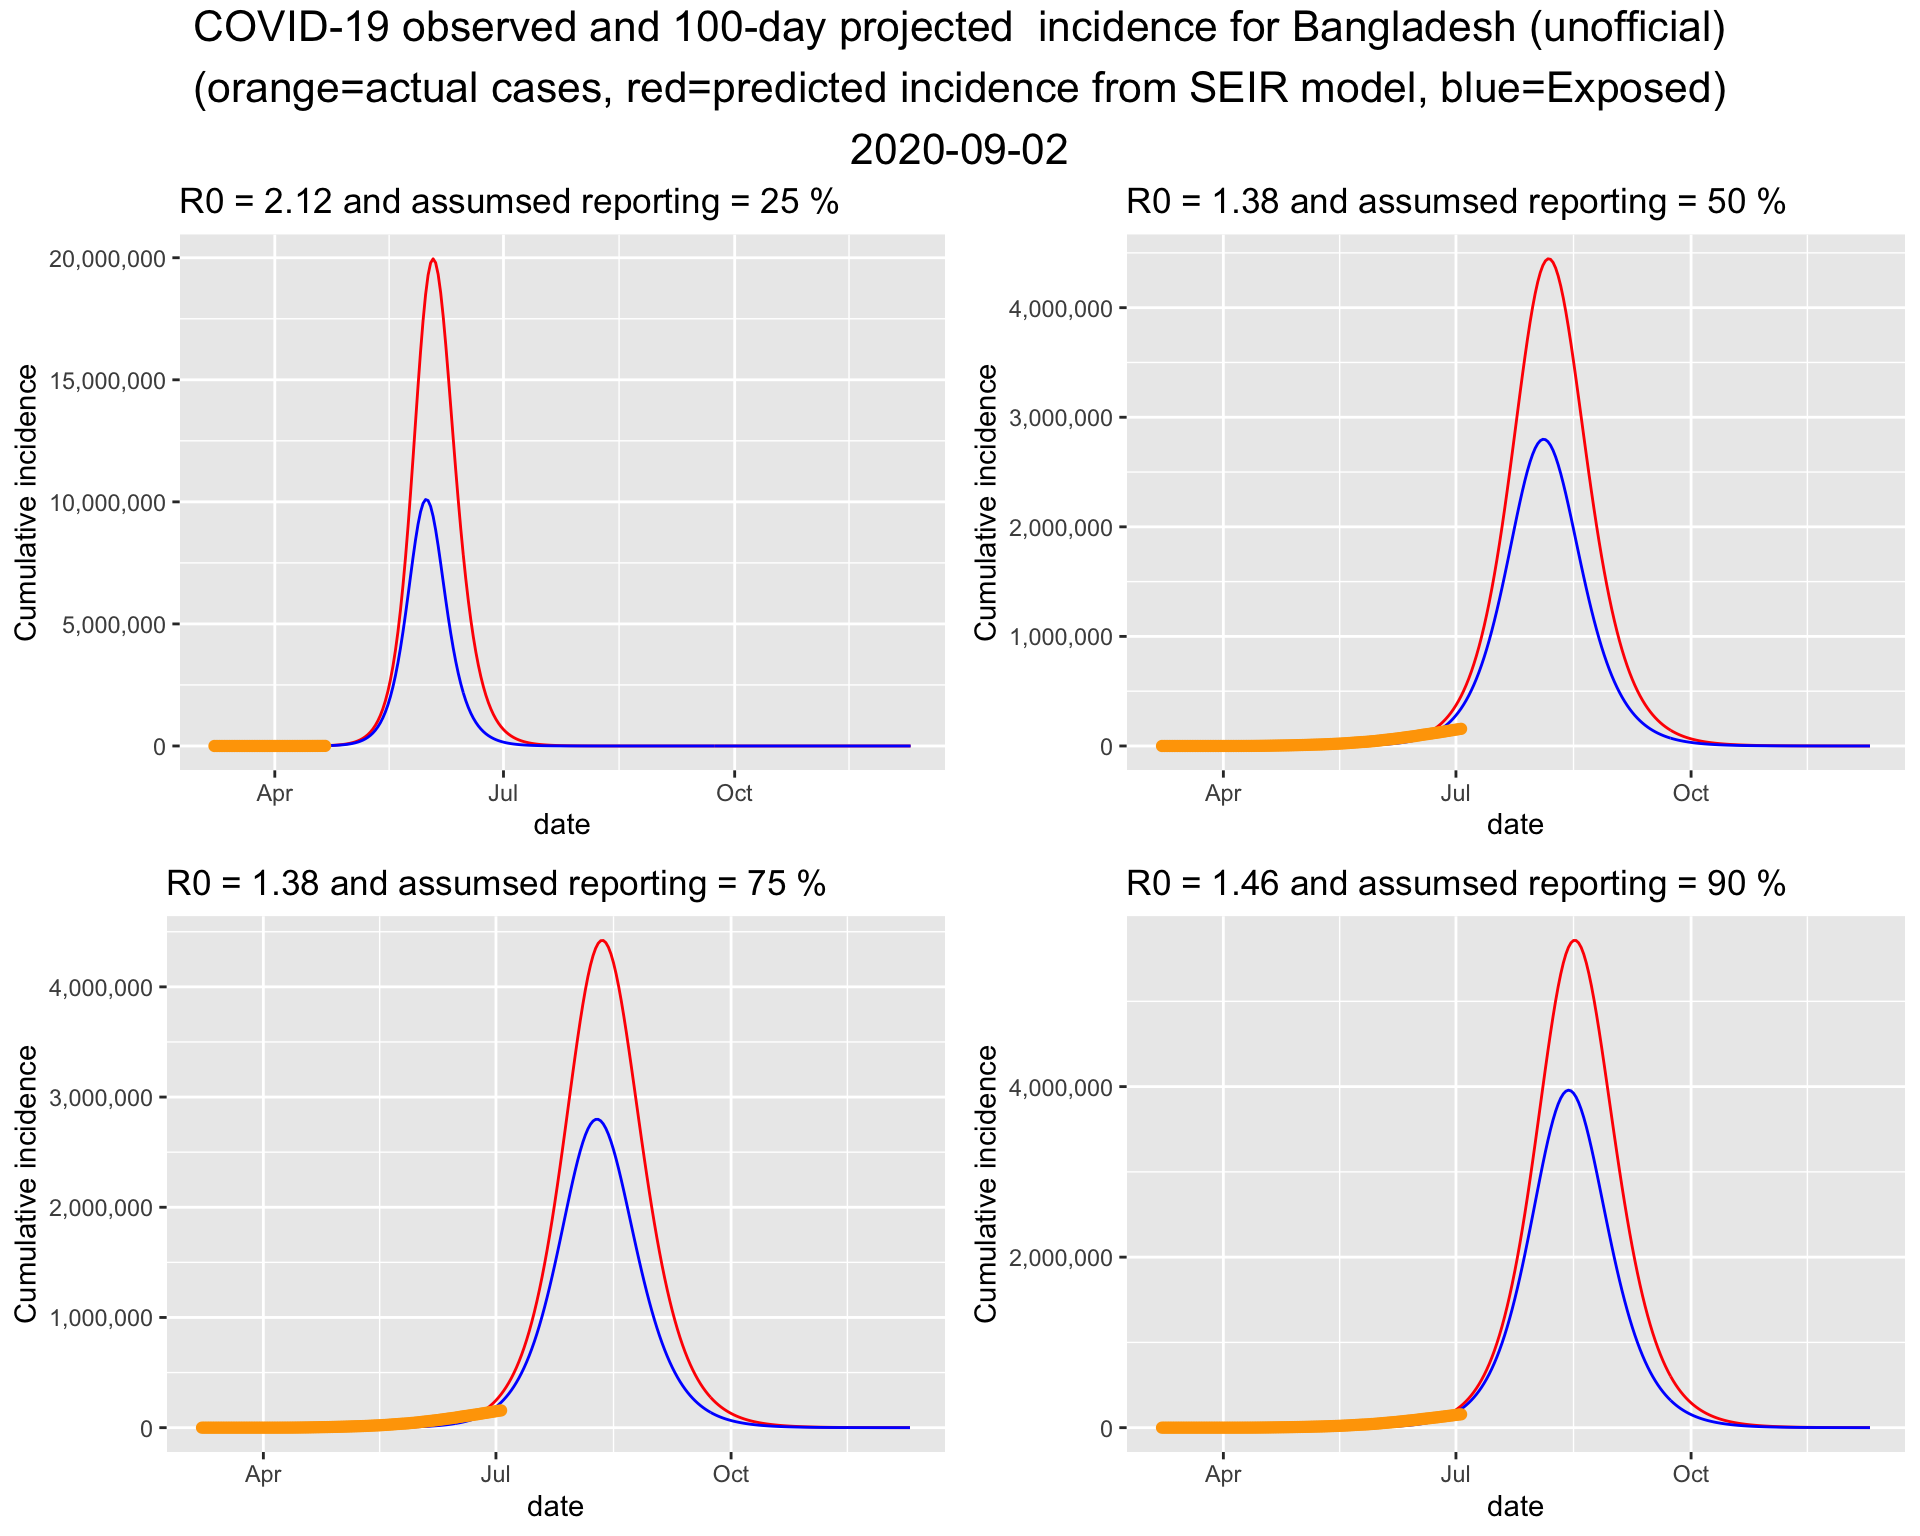 COVID-19 observed and 100-day projected  incidence for Bangladesh (unofficial)
(orange=actual cases, red=predicted incidence from SEIR model, blue=Exposed)
2020-09-02
R0 = 2.12 and assumsed reporting = 25 %
Cumulative incidence
20,000,000
15,000,000
10,000,000
5,000,000
0
Apr Jul Oct
date
R0 = 1.38 and assumsed reporting = 50 %
Cumulative incidence
4,000,000
3,000,000
2,000,000
1,000,000
0
Apr Jul Oct
date
R0 = 1.38 and assumsed reporting = 75 %
Cumulative incidence
4,000,000
3,000,000
2,000,000
1,000,000
0
Apr Jul Oct
date
R0 = 1.46 and assumsed reporting = 90 %
Cumulative incidence
4,000,000
2,000,000
0
Apr Jul Oct
date